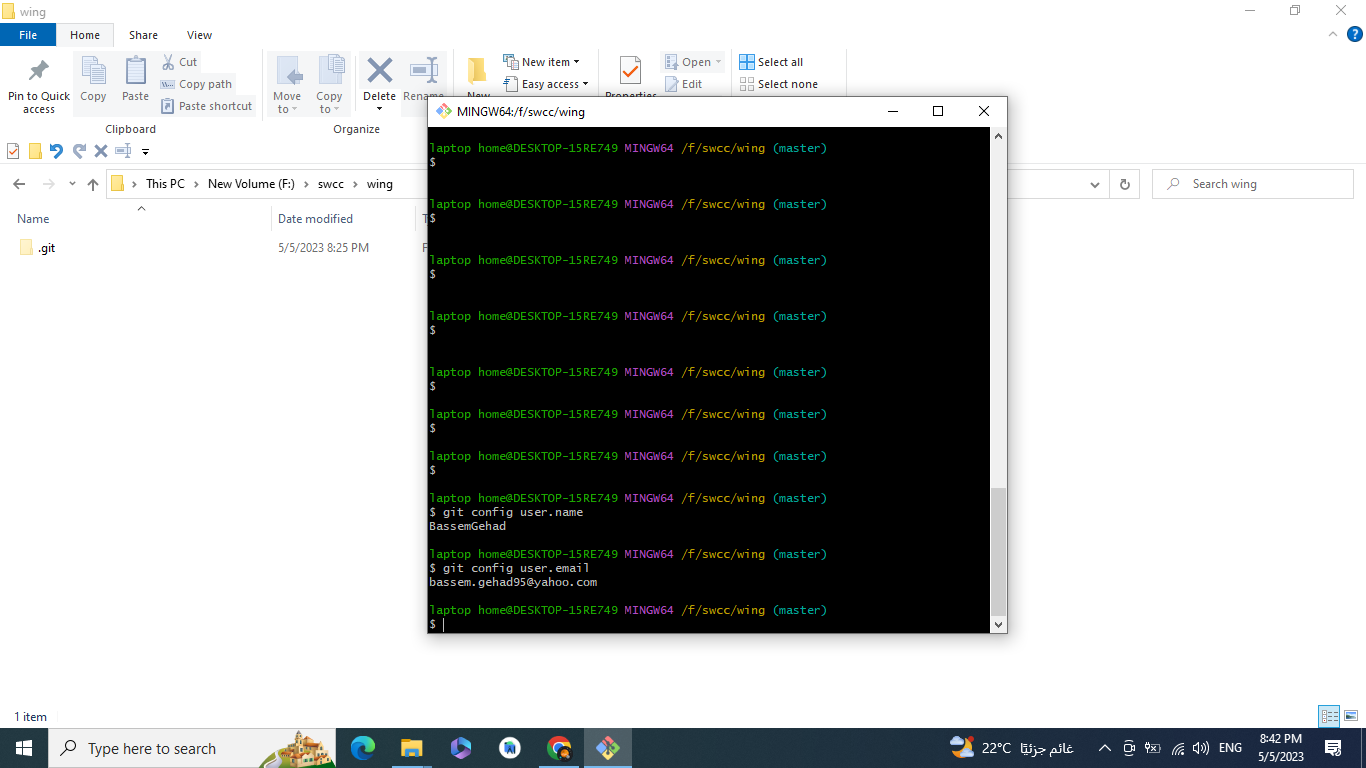 wing
File
Home
Share
View
Pin to Quick access
Copy
Paste
Cut
Copy path
Paste shortcut
Move to
Copy to
Delete
Rename
New
New item
Easy access
Properties
Open
Edit
Select all
Select none
Clipboard
Organize
This PC > New Volume (F:) > swcc > wing
Search wing
Name
Date modified
.git
5/5/2023 8:25 PM
MINGW64:/f/swcc/wing
laptop home@DESKTOP-15RE749 MINGW64 /f/swcc/wing (master)
$
laptop home@DESKTOP-15RE749 MINGW64 /f/swcc/wing (master)
$
laptop home@DESKTOP-15RE749 MINGW64 /f/swcc/wing (master)
$
laptop home@DESKTOP-15RE749 MINGW64 /f/swcc/wing (master)
$
laptop home@DESKTOP-15RE749 MINGW64 /f/swcc/wing (master)
$
laptop home@DESKTOP-15RE749 MINGW64 /f/swcc/wing (master)
$
laptop home@DESKTOP-15RE749 MINGW64 /f/swcc/wing (master)
$
laptop home@DESKTOP-15RE749 MINGW64 /f/swcc/wing (master)
$ git config user.name
BassemGehad
laptop home@DESKTOP-15RE749 MINGW64 /f/swcc/wing (master)
$ git config user.email
bassem.gehad95@yahoo.com
laptop home@DESKTOP-15RE749 MINGW64 /f/swcc/wing (master)
$
1 item
Type here to search
22°C غائم جزئيًا
ENG
8:42 PM
5/5/2023